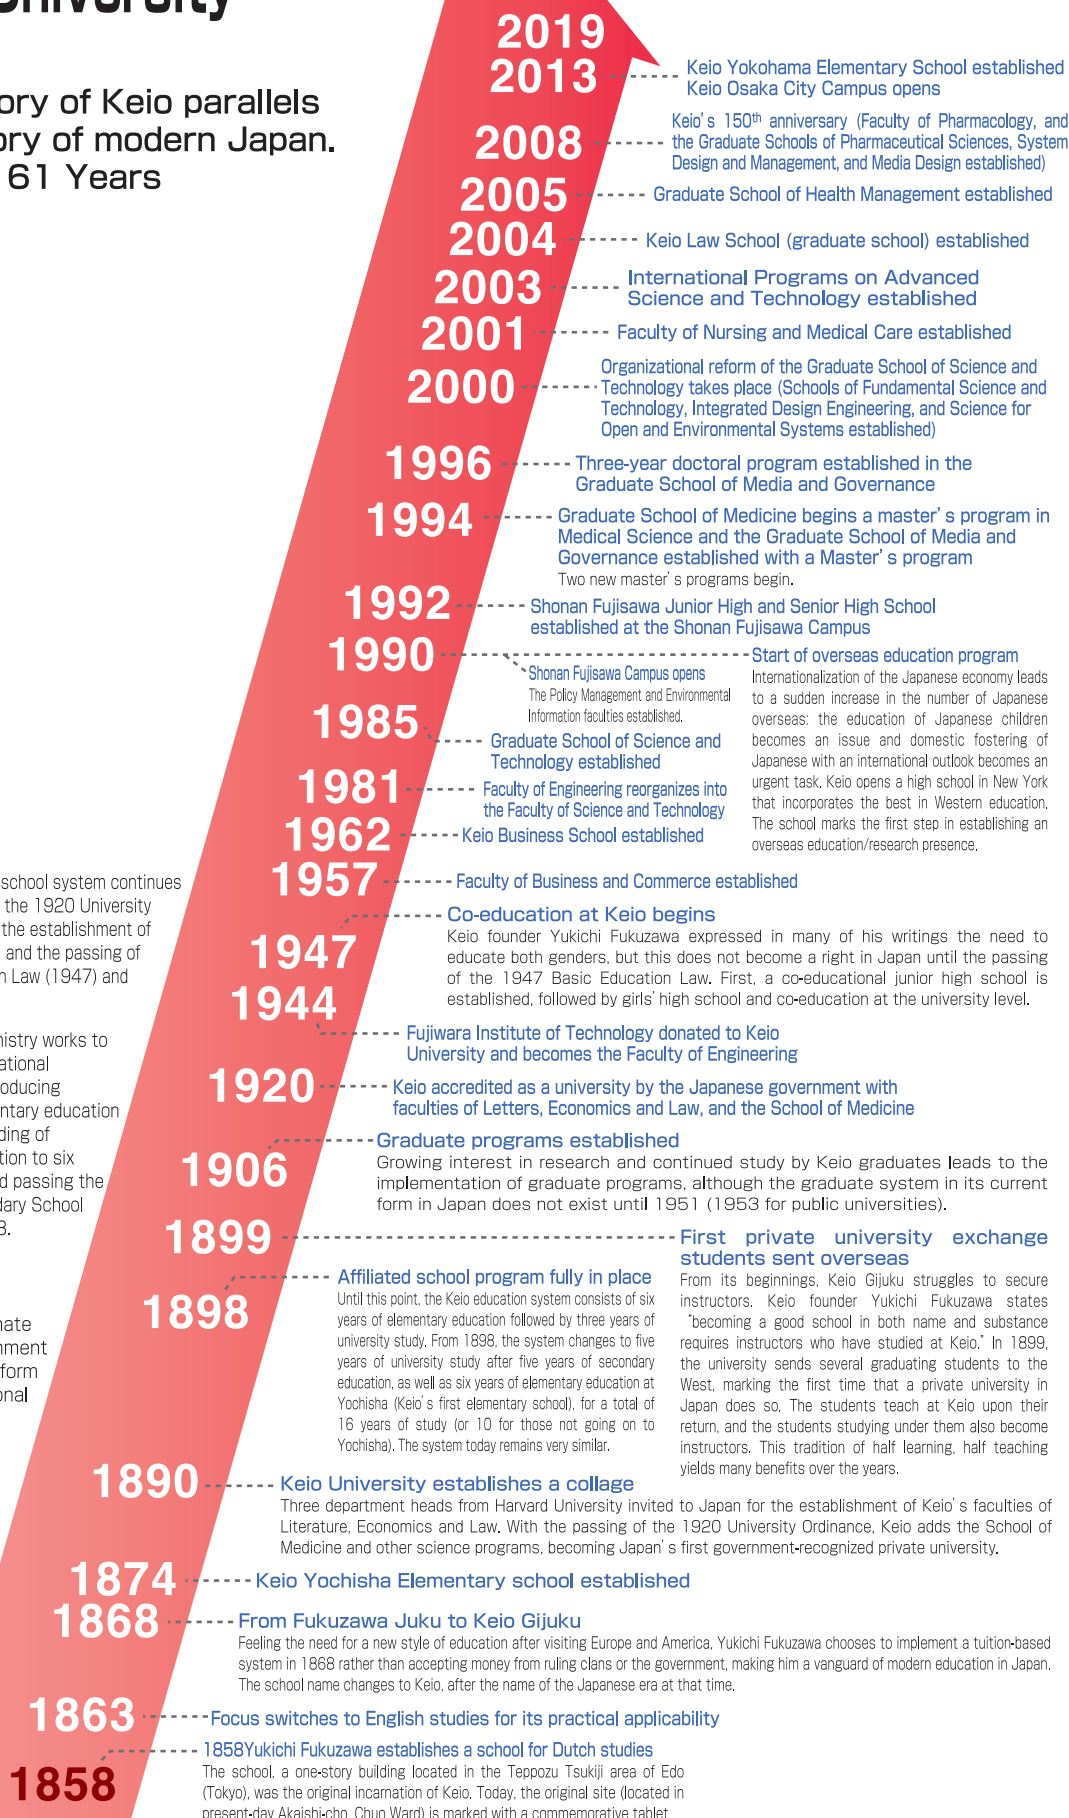 University
ory of Keio parallels
ory of modern Japan.
61 Years
2019
2013
Keio Yokohama Elementary School established
Keio Osaka City Campus opens
2008
Keio's 150th anniversary (Faculty of Pharmacology, and
the Graduate Schools of Pharmaceutical Sciences, System
Design and Management, and Media Design established)
2005
Graduate School of Health Management established
2004
Keio Law School (graduate school) established
2003
International Programs on Advanced
Science and Technology established
2001
Faculty of Nursing and Medical Care established
2000
Organizational reform of the Graduate School of Science and
Technology takes place (Schools of Fundamental Science and
Technology, Integrated Design Engineering, and Science for
Open and Environmental Systems established)
1996
Three-year doctoral program established in the
Graduate School of Media and Governance
1994
Graduate School of Medicine begins a master's program in
Medical Science and the Graduate School of Media and
Governance established with a Master's program
Two new master's programs begin.
1992
Shonan Fujisawa Junior High and Senior High School
established at the Shonan Fujisawa Campus
1990
Shonan Fujisawa Campus opens
The Policy Management and Environmental
Information faculties established.
Start of overseas education program
Internationalization of the Japanese economy leads
to a sudden increase in the number of Japanese
overseas: the education of Japanese children
becomes an issue and domestic fostering of
Japanese with an international outlook becomes an
urgent task. Keio opens a high school in New York
that incorporates the best in Western education.
The school marks the first step in establishing an
overseas education/research presence.
1985
Graduate School of Science and
Technology established
1981
Faculty of Engineering reorganizes into
the Faculty of Science and Technology
1962
Keio Business School established
1957
Faculty of Business and Commerce established
school system continues
the 1920 University
the establishment of
and the passing of
n Law (1947) and
1947
Co-education at Keio begins
Keio founder Yukichi Fukuzawa expressed in many of his writings the need to
educate both genders, but this does not become a right in Japan until the passing
of the 1947 Basic Education Law. First, a co-educational junior high school is
established, followed by girls' high school and co-education at the university level.
1944
Fujiwara Institute of Technology donated to Keio
University and becomes the Faculty of Engineering
nistry works to
ational
roducing
entary education
ding of
tion to six
d passing the
dary School
3.
1920
Keio accredited as a university by the Japanese government with
faculties of Letters, Economics and Law, and the School of Medicine
1906
Graduate programs established
Growing interest in research and continued study by Keio graduates leads to the
implementation of graduate programs, although the graduate system in its current
form in Japan does not exist until 1951 (1953 for public universities).
1899
First private university exchange
students sent overseas
From its beginnings, Keio Gijuku struggles to secure
instructors. Keio founder Yukichi Fukuzawa states
"becoming a good school in both name and substance
requires instructors who have studied at Keio." In 1899,
the university sends several graduating students to the
West, marking the first time that a private university in
Japan does so. The students teach at Keio upon their
return, and the students studying under them also become
instructors. This tradition of half learning, half teaching
yields many benefits over the years.
1898
Affiliated school program fully in place
Until this point, the Keio education system consists of six
years of elementary education followed by three years of
university study. From 1898, the system changes to five
years of university study after five years of secondary
education, as well as six years of elementary education at
Yochisha (Keio's first elementary school), for a total of
16 years of study (or 10 for those not going on to
Yochisha). The system today remains very similar.
nate
nment
form
onal
1890
Keio University establishes a collage
Three department heads from Harvard University invited to Japan for the establishment of Keio's faculties of
Literature, Economics and Law. With the passing of the 1920 University Ordinance, Keio adds the School of
Medicine and other science programs, becoming Japan's first government-recognized private university.
1874
Keio Yochisha Elementary school established
1868
From Fukuzawa Juku to Keio Gijuku
Feeling the need for a new style of education after visiting Europe and America, Yukichi Fukuzawa chooses to implement a tuition-based
system in 1868 rather than accepting money from ruling clans or the government, making him a vanguard of modern education in Japan.
The school name changes to Keio, after the name of the Japanese era at that time.
1863
Focus switches to English studies for its practical applicability
1858
1858Yukichi Fukuzawa establishes a school for Dutch studies
The school, a one-story building located in the Teppozu Tsukiji area of Edo
(Tokyo), was the original incarnation of Keio. Today, the original site (located in
present-day Akaishi-cho, Chuo Ward) is marked with a commemorative tablet